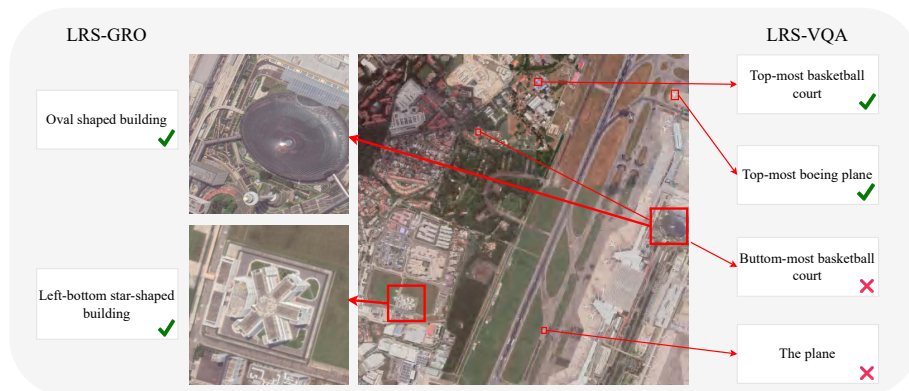 LRS-GRO
LRS-VQA
Oval shaped building
Left-bottom star-shaped
building
Top-most basketball
court
Top-most boeing plane
Buttom-most basketball
court
The plane